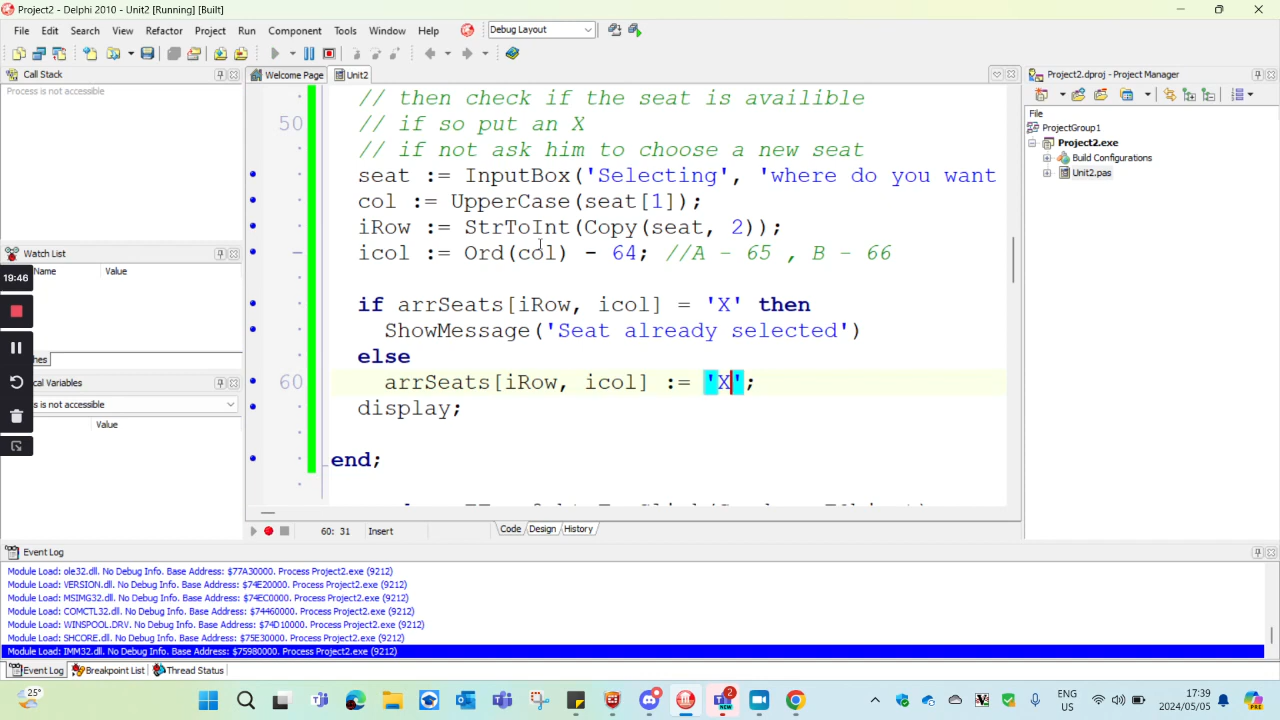 Project2 - Delphi 2010 - Unit2 [Running] [Built]
File Edit Search View Refactor Project Run Component Tools Window Help Debug Layout
Call Stack
Process is not accessible
Welcome Page Unit2
Project2.dproj - Project Manager
File
ProjectGroup1
Project2.exe
Build Configurations
Unit2.pas
// then check if the seat is availible
50 // if so put an X
// if not ask him to choose a new seat
seat := InputBox('Selecting', 'where do you want
col := UpperCase(seat[1]);
iRow := StrToInt(Copy(seat, 2));
icol := Ord(col) - 64; //A - 65 , B - 66
if arrSeats[iRow, icol] = 'X' then
ShowMessage('Seat already selected')
else
60 arrSeats[iRow, icol] := 'X';
display;
end;
Watch List
Name Value
19:46
ches
cal Variables
s is not accessible
Value
60: 31 Insert
Code Design History
Event Log
Module Load: ole32.dll. No Debug Info. Base Address: $77A30000. Process Project2.exe (9212)
Module Load: VERSION.dll. No Debug Info. Base Address: $74E20000. Process Project2.exe (9212)
Module Load: MSIMG32.dll. No Debug Info. Base Address: $74EC0000. Process Project2.exe (9212)
Module Load: COMCTL32.dll. No Debug Info. Base Address: $74460000. Process Project2.exe (9212)
Module Load: WINSPOOL.DRV. No Debug Info. Base Address: $74D10000. Process Project2.exe (9212)
Module Load: SHCORE.dll. No Debug Info. Base Address: $75E30000. Process Project2.exe (9212)
Module Load: IMM32.dll. No Debug Info. Base Address: $75980000. Process Project2.exe (9212)
Event Log Breakpoint List Thread Status
25°
2
NEW
ENG
US
17:39
2024/05/05
PRE